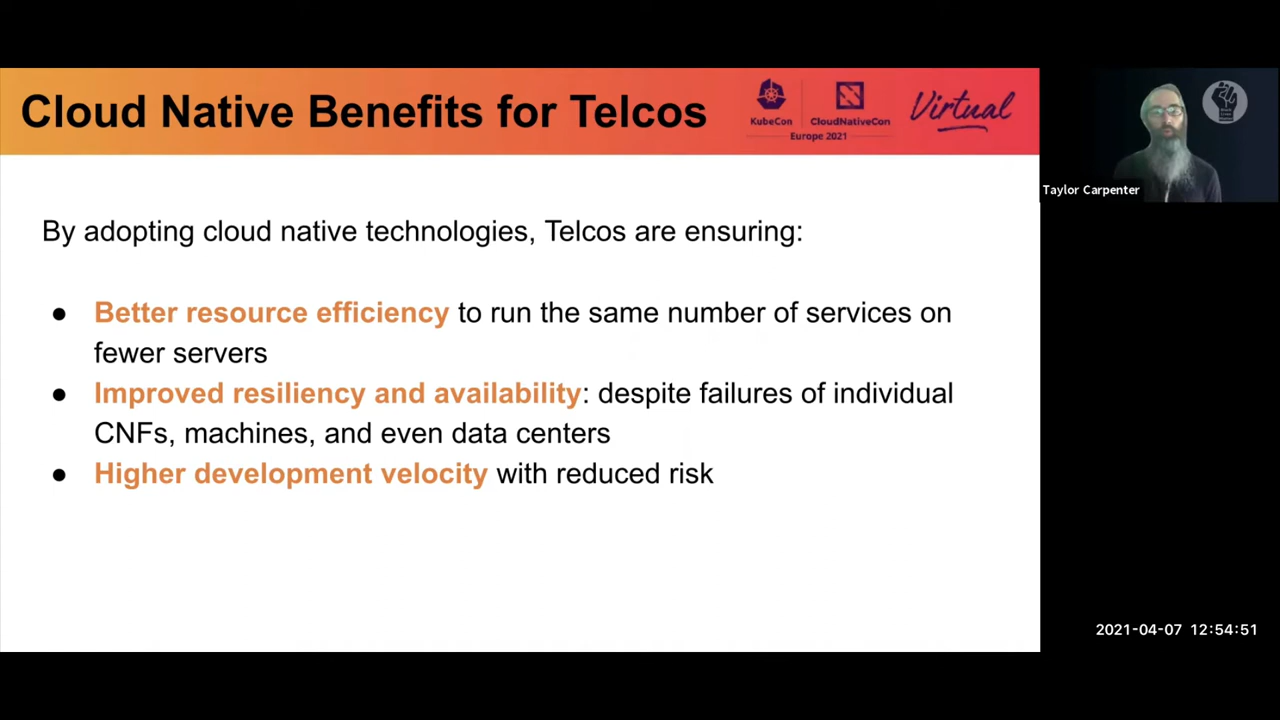 Cloud Native Benefits for Telcos
KubeCon
CloudNativeCon
Europe 2021
Virtual
Taylor Carpenter
By adopting cloud native technologies, Telcos are ensuring:
● Better resource efficiency to run the same number of services on
fewer servers
● Improved resiliency and availability: despite failures of individual
CNFs, machines, and even data centers
● Higher development velocity with reduced risk
2021-04-07 12:54:51